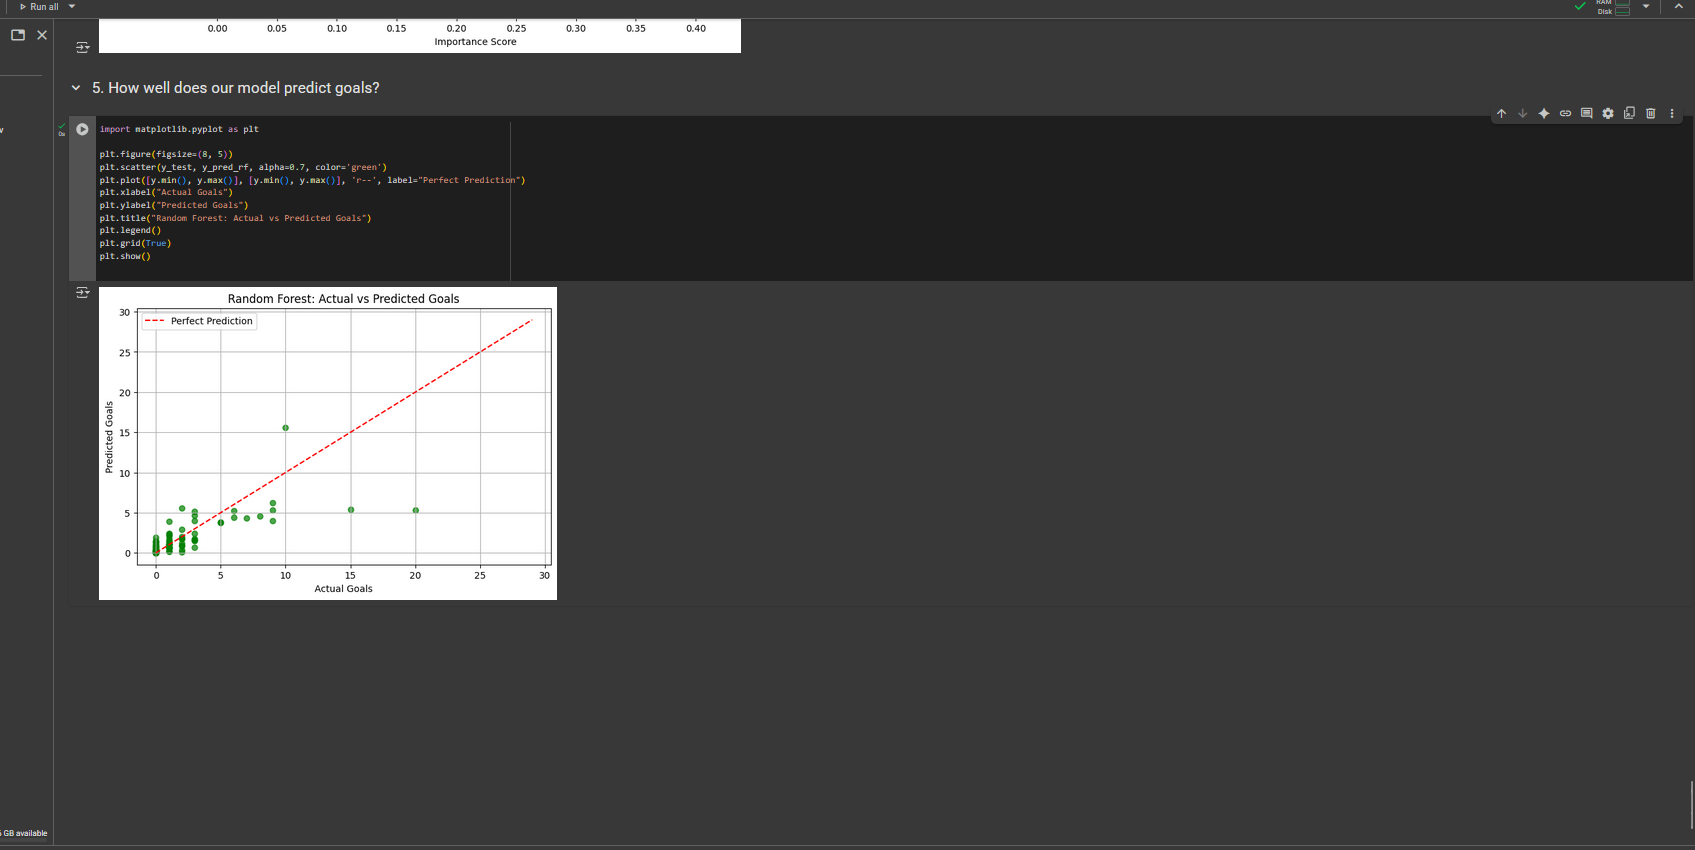 Run all
RAM
Disk
0.00 0.05 0.10 0.15 0.20 0.25 0.30 0.35 0.40
Importance Score
5. How well does our model predict goals?
0s
import matplotlib.pyplot as plt
plt.figure(figsize=(8, 5))
plt.scatter(y_test, y_pred_rf, alpha=0.7, color='green')
plt.plot([y.min(), y.max()], [y.min(), y.max()], 'r--', label="Perfect Prediction")
plt.xlabel("Actual Goals")
plt.ylabel("Predicted Goals")
plt.title("Random Forest: Actual vs Predicted Goals")
plt.legend()
plt.grid(True)
plt.show()
Random Forest: Actual vs Predicted Goals
Perfect Prediction
30
25
20
15
10
5
0
Predicted Goals
0 5 10 15 20 25 30
Actual Goals
GB available